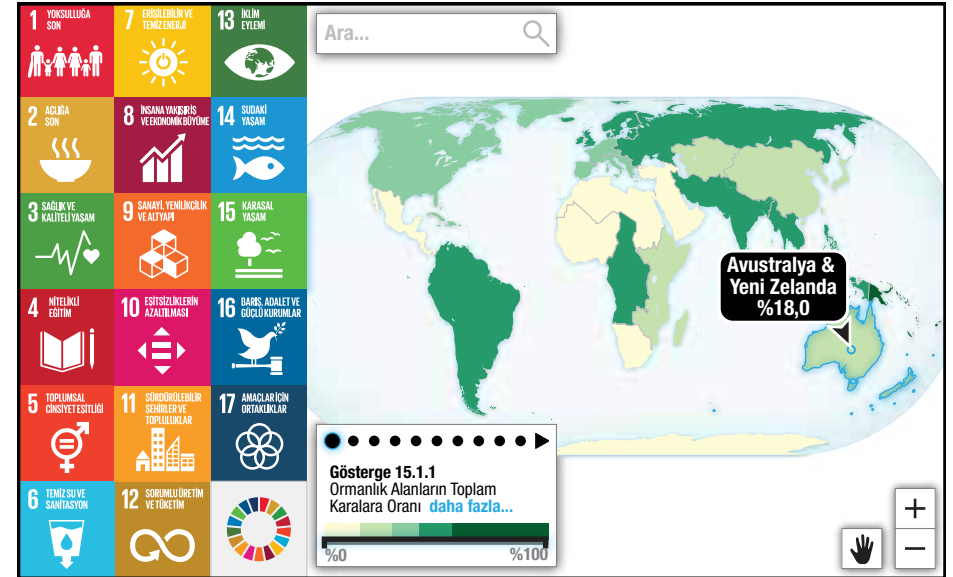 1 YOKSULLUĞA
SON
7 ERİŞİLEBİLİR VE
TEMİZ ENERJİ
13 İKLİM
EYLEMİ
2 AÇLIĞA
SON
8 İNSANA YAKIŞIR İŞ
VE EKONOMİK BÜYÜME
14 SUDAKİ
YAŞAM
3 SAĞLIK VE
KALİTELİ YAŞAM
9 SANAYİ, YENİLİKÇİLİK
VE ALTYAPI
15 KARASAL
YAŞAM
4 NİTELİKLİ
EĞİTİM
10 EŞİTSİZLİKLERİN
AZALTILMASI
16 BARIŞ, ADALET VE
GÜÇLÜ KURUMLAR
5 TOPLUMSAL
CİNSİYET EŞİTLİĞİ
11 SÜRDÜRÜLEBİLİR
ŞEHİRLER VE
TOPLULUKLAR
17 AMAÇLAR İÇİN
ORTAKLIKLAR
6 TEMİZ SU VE
SANİTASYON
12 SORUMLU ÜRETİM
VE TÜKETİM
Ara...
Avustralya &
Yeni Zelanda
%18,0
Gösterge 15.1.1
Ormanlık Alanların Toplam
Karalara Oranı daha fazla...
%0 %100
+
−